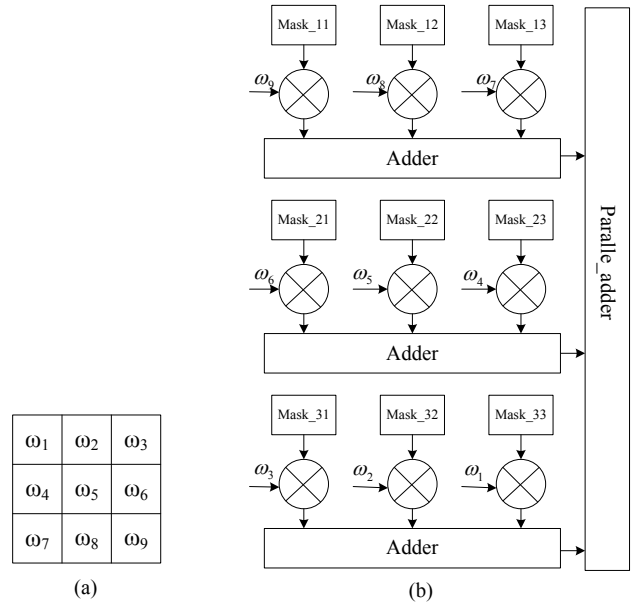 Mask_11 Mask_12 Mask_13
ω9 ω8 ω7
Adder
Mask_21 Mask_22 Mask_23
ω6 ω5 ω4
Adder
Mask_31 Mask_32 Mask_33
ω3 ω2 ω1
Adder
Paralle_adder
ω1 ω2 ω3
ω4 ω5 ω6
ω7 ω8 ω9
(a)
(b)